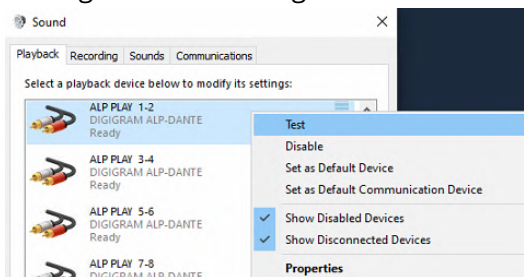 Sound
Playback Recording Sounds Communications
Select a playback device below to modify its settings:
ALP PLAY 1-2
DIGIGRAM ALP-DANTE
Ready
ALP PLAY 3-4
DIGIGRAM ALP-DANTE
Ready
ALP PLAY 5-6
DIGIGRAM ALP-DANTE
Ready
ALP PLAY 7-8
DIGIGRAM ALP-DANTE
Test
Disable
Set as Default Device
Set as Default Communication Device
Show Disabled Devices
Show Disconnected Devices
Properties